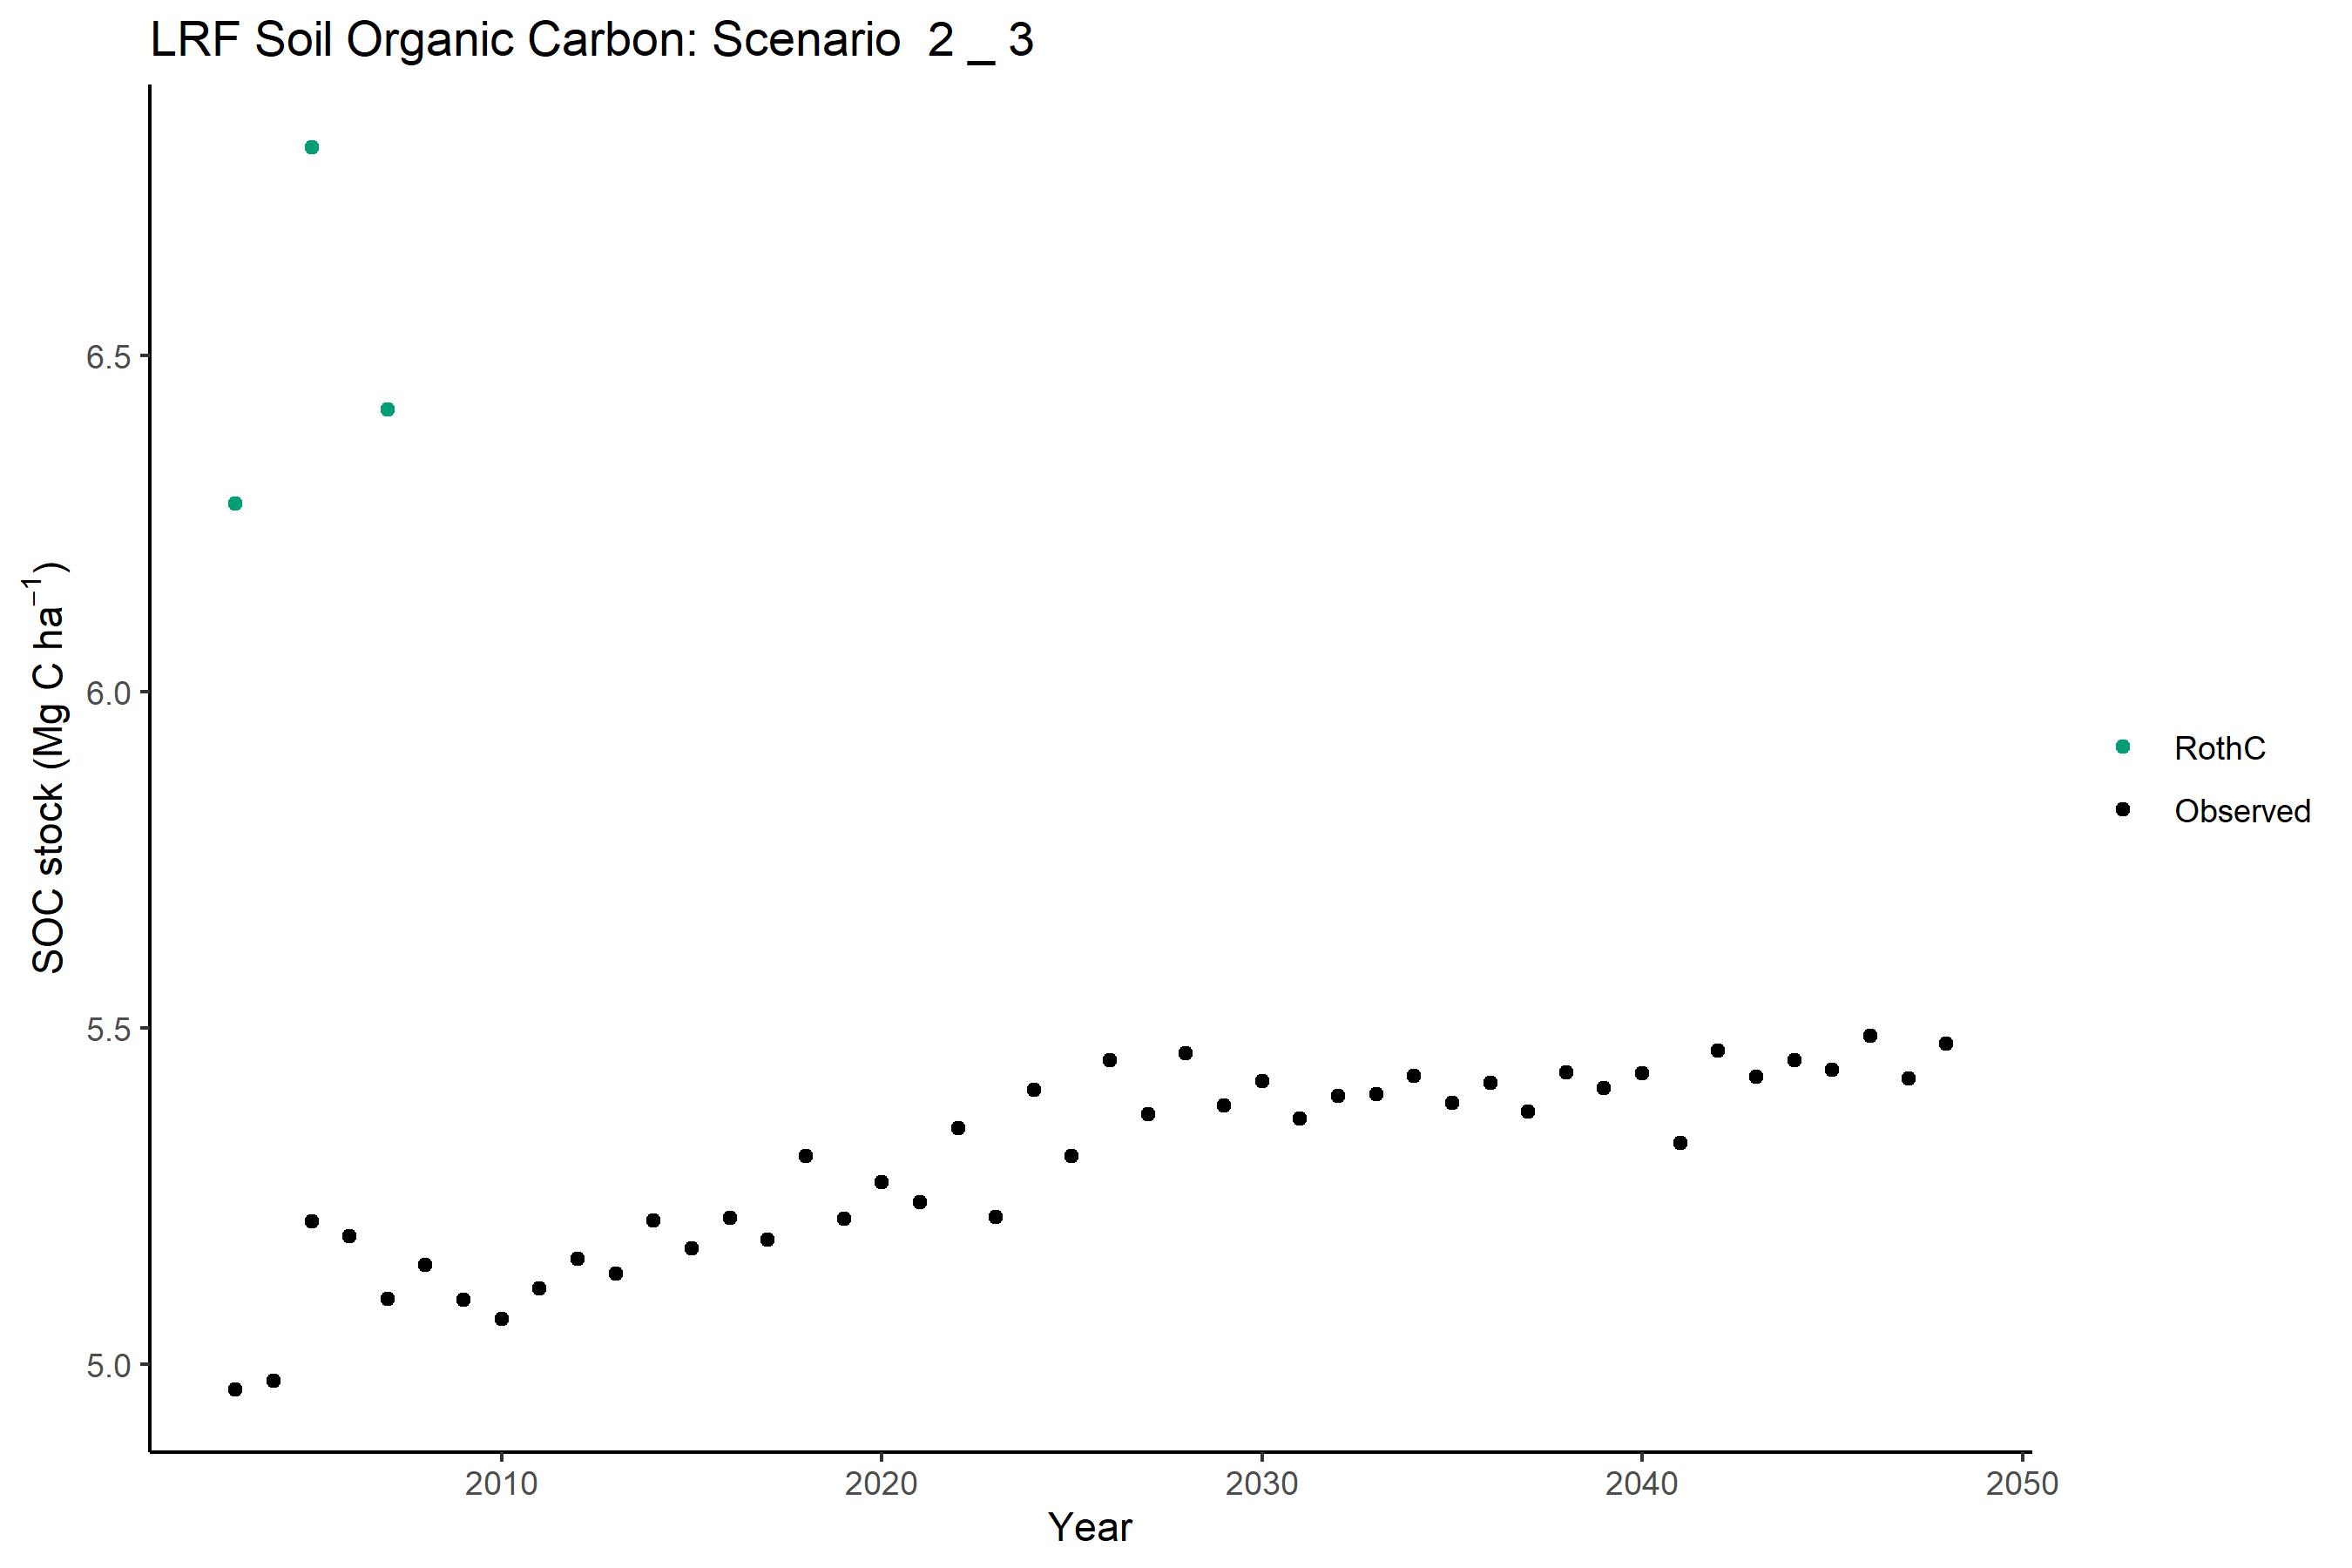 LRF Soil Organic Carbon: Scenario  2 _ 3
SOC stock (Mg C ha⁻¹)
6.5
6.0
5.5
5.0
RothC
Observed
2010 2020 2030 2040 2050
Year